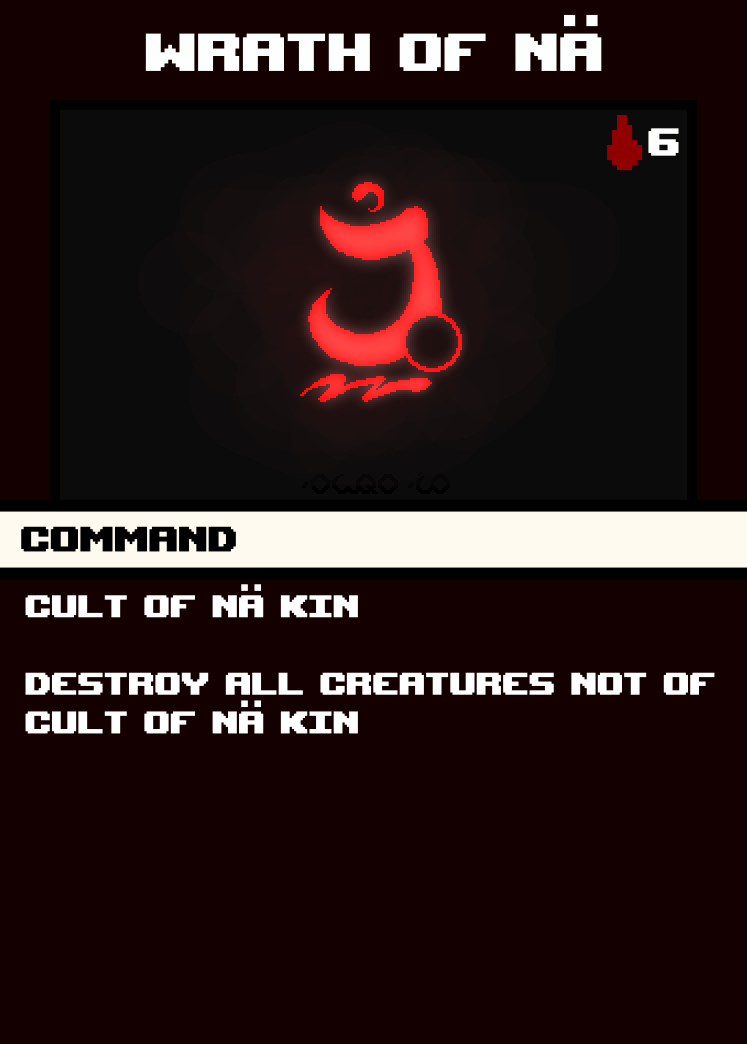 WRATH OF NÄ
6
COMMAND
CULT OF NÄ KIN
DESTROY ALL CREATURES NOT OF
CULT OF NÄ KIN